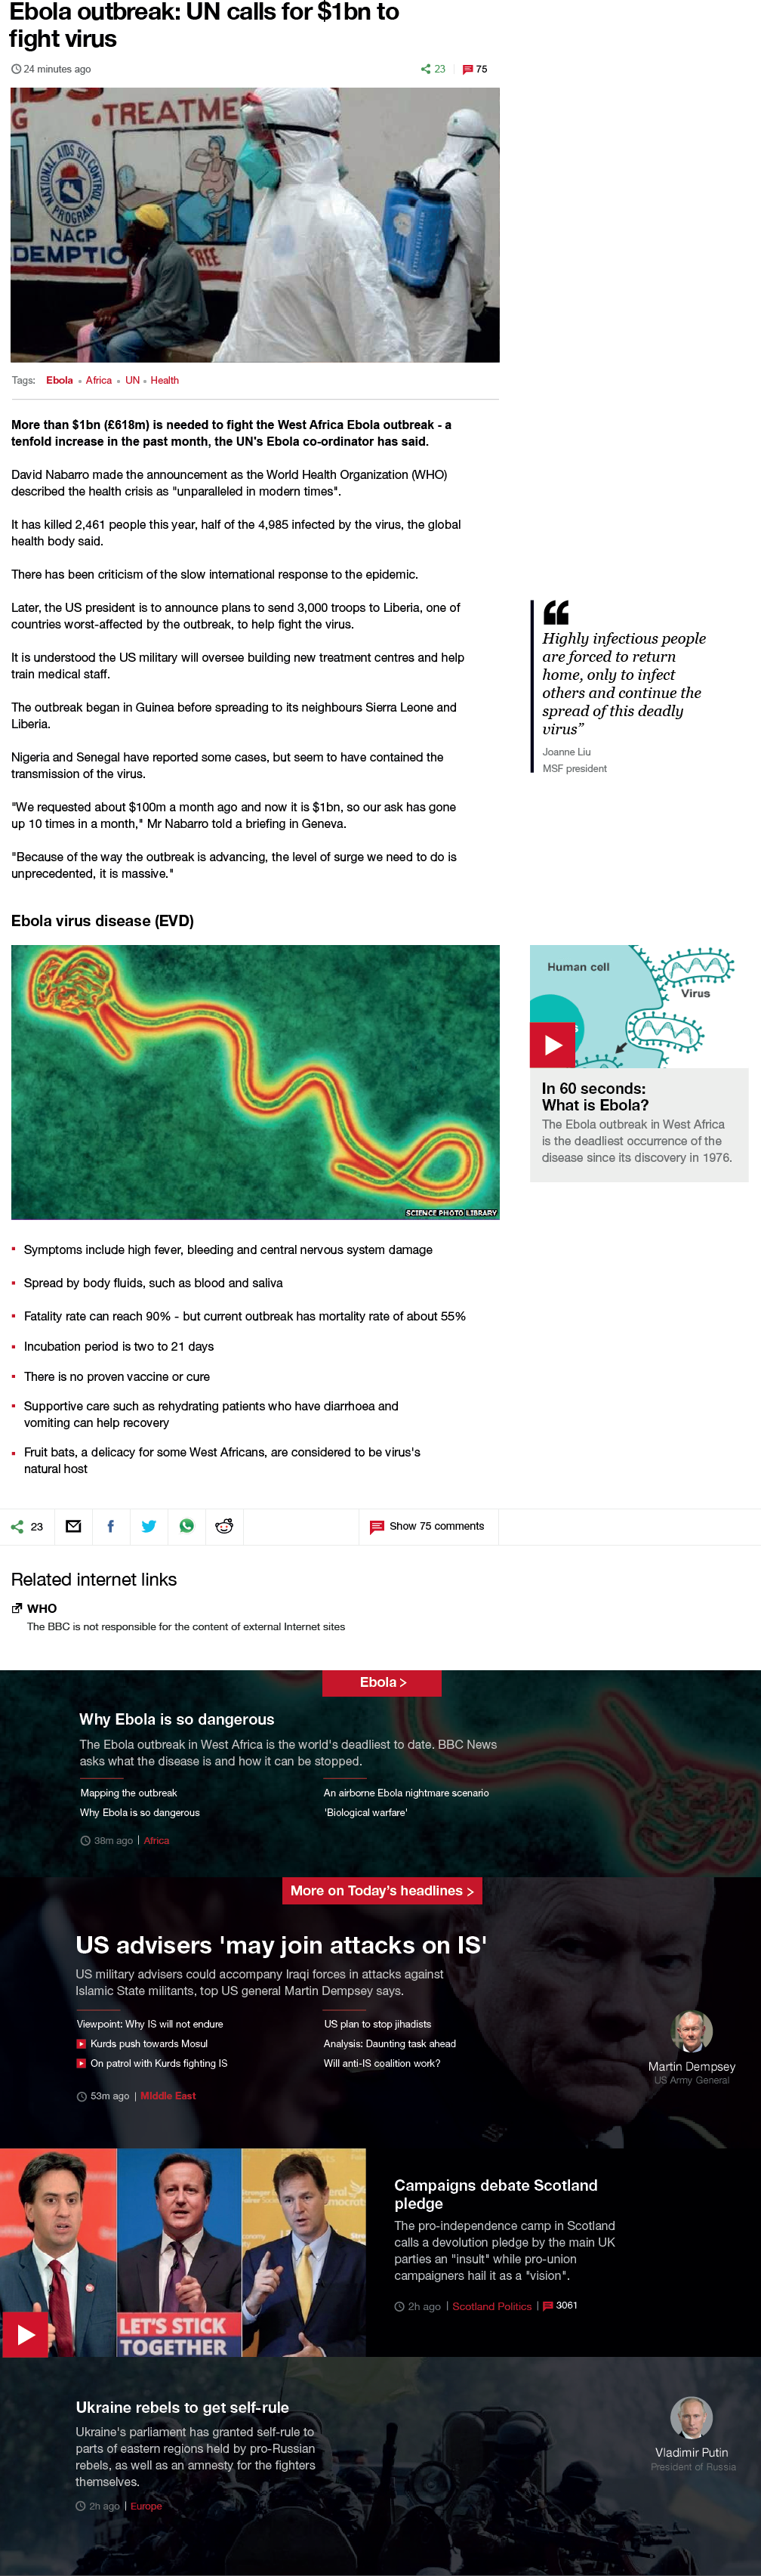 Ebola outbreak: UN calls for $1bn to
fight virus
24 minutes ago
23
75
TREATME
NATIONAL AIDS/STI CONTROL PROGRAM
NACP
DEMPTIO
FREE
Tags: Ebola Africa UN Health
More than $1bn (£618m) is needed to fight the West Africa Ebola outbreak - a
tenfold increase in the past month, the UN's Ebola co-ordinator has said.
David Nabarro made the announcement as the World Health Organization (WHO)
described the health crisis as "unparalleled in modern times".
It has killed 2,461 people this year, half of the 4,985 infected by the virus, the global
health body said.
There has been criticism of the slow international response to the epidemic.
Later, the US president is to announce plans to send 3,000 troops to Liberia, one of
countries worst-affected by the outbreak, to help fight the virus.
It is understood the US military will oversee building new treatment centres and help
train medical staff.
The outbreak began in Guinea before spreading to its neighbours Sierra Leone and
Liberia.
Nigeria and Senegal have reported some cases, but seem to have contained the
transmission of the virus.
"We requested about $100m a month ago and now it is $1bn, so our ask has gone
up 10 times in a month," Mr Nabarro told a briefing in Geneva.
"Because of the way the outbreak is advancing, the level of surge we need to do is
unprecedented, it is massive."
Highly infectious people
are forced to return
home, only to infect
others and continue the
spread of this deadly
virus”
Joanne Liu
MSF president
Ebola virus disease (EVD)
SCIENCE PHOTO LIBRARY
Human cell
Virus
In 60 seconds:
What is Ebola?
The Ebola outbreak in West Africa
is the deadliest occurrence of the
disease since its discovery in 1976.
Symptoms include high fever, bleeding and central nervous system damage
Spread by body fluids, such as blood and saliva
Fatality rate can reach 90% - but current outbreak has mortality rate of about 55%
Incubation period is two to 21 days
There is no proven vaccine or cure
Supportive care such as rehydrating patients who have diarrhoea and
vomiting can help recovery
Fruit bats, a delicacy for some West Africans, are considered to be virus's
natural host
23
Show 75 comments
Related internet links
WHO
The BBC is not responsible for the content of external Internet sites
Ebola >
Why Ebola is so dangerous
The Ebola outbreak in West Africa is the world's deadliest to date. BBC News
asks what the disease is and how it can be stopped.
Mapping the outbreak
Why Ebola is so dangerous
An airborne Ebola nightmare scenario
'Biological warfare'
38m ago | Africa
More on Today's headlines >
US advisers 'may join attacks on IS'
US military advisers could accompany Iraqi forces in attacks against
Islamic State militants, top US general Martin Dempsey says.
Viewpoint: Why IS will not endure
Kurds push towards Mosul
On patrol with Kurds fighting IS
US plan to stop jihadists
Analysis: Daunting task ahead
Will anti-IS coalition work?
53m ago | Middle East
Martin Dempsey
US Army General
LET'S STICK
TOGETHER
Campaigns debate Scotland
pledge
The pro-independence camp in Scotland
calls a devolution pledge by the main UK
parties an "insult" while pro-union
campaigners hail it as a "vision".
2h ago | Scotland Politics | 3061
Ukraine rebels to get self-rule
Ukraine's parliament has granted self-rule to
parts of eastern regions held by pro-Russian
rebels, as well as an amnesty for the fighters
themselves.
2h ago | Europe
Vladimir Putin
President of Russia